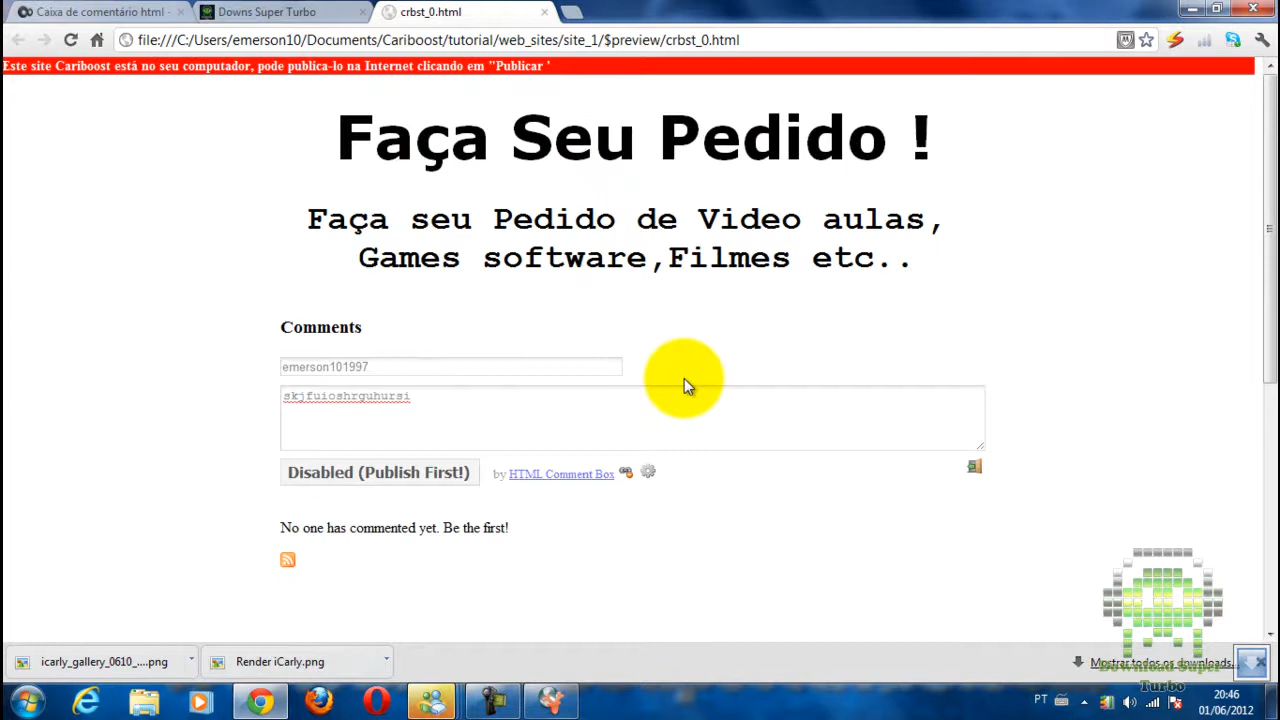 Caixa de comentário html -
Downs Super Turbo
crbst_0.html
file:///C:/Users/emerson10/Documents/Cariboost/tutorial/web_sites/site_1/$preview/crbst_0.html
Este site Cariboost está no seu computador, pode publica-lo na Internet clicando em "Publicar '
Faça Seu Pedido !
Faça seu Pedido de Video aulas,
Games software,Filmes etc..
Comments
emerson101997
skjfuioshrguhursi
Disabled (Publish First!) by HTML Comment Box
No one has commented yet. Be the first!
icarly_gallery_0610_....png
Render iCarly.png
Mostrar todos os downloads...
Download Super
Turbo
PT
20:46
01/06/2012